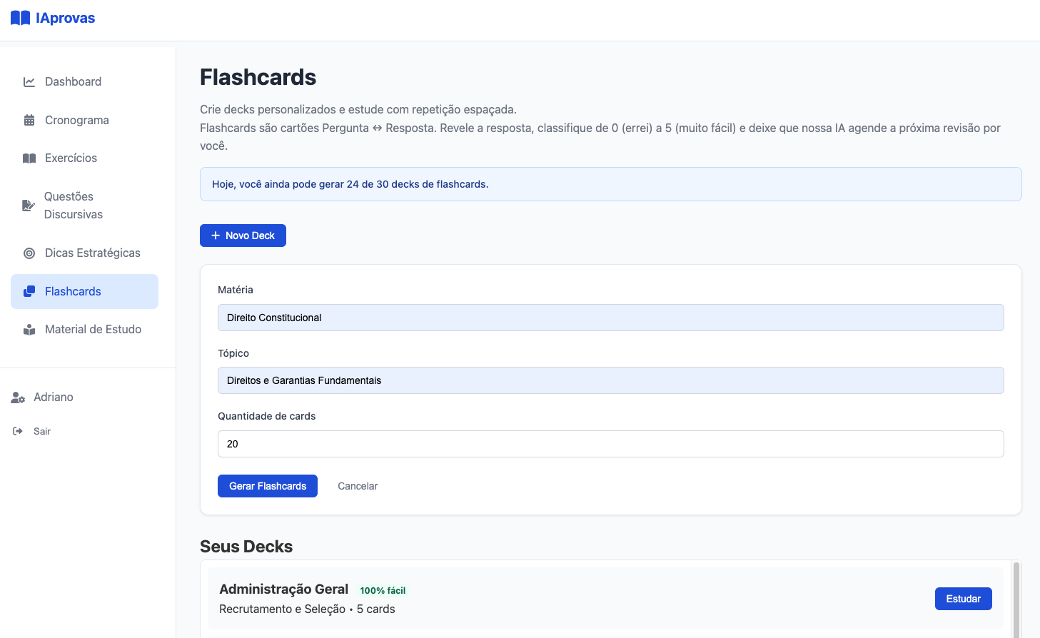 IAprovas
Dashboard
Cronograma
Exercícios
Questões
Discursivas
Dicas Estratégicas
Flashcards
Material de Estudo
Adriano
Sair
Flashcards
Crie decks personalizados e estude com repetição espaçada.
Flashcards são cartões Pergunta ↔ Resposta. Revele a resposta, classifique de 0 (errei) a 5 (muito fácil) e deixe que nossa IA agende a próxima revisão por
você.
Hoje, você ainda pode gerar 24 de 30 decks de flashcards.
+ Novo Deck
Matéria
Direito Constitucional
Tópico
Direitos e Garantias Fundamentais
Quantidade de cards
20
Gerar Flashcards Cancelar
Seus Decks
Administração Geral 100% fácil
Recrutamento e Seleção • 5 cards
Estudar